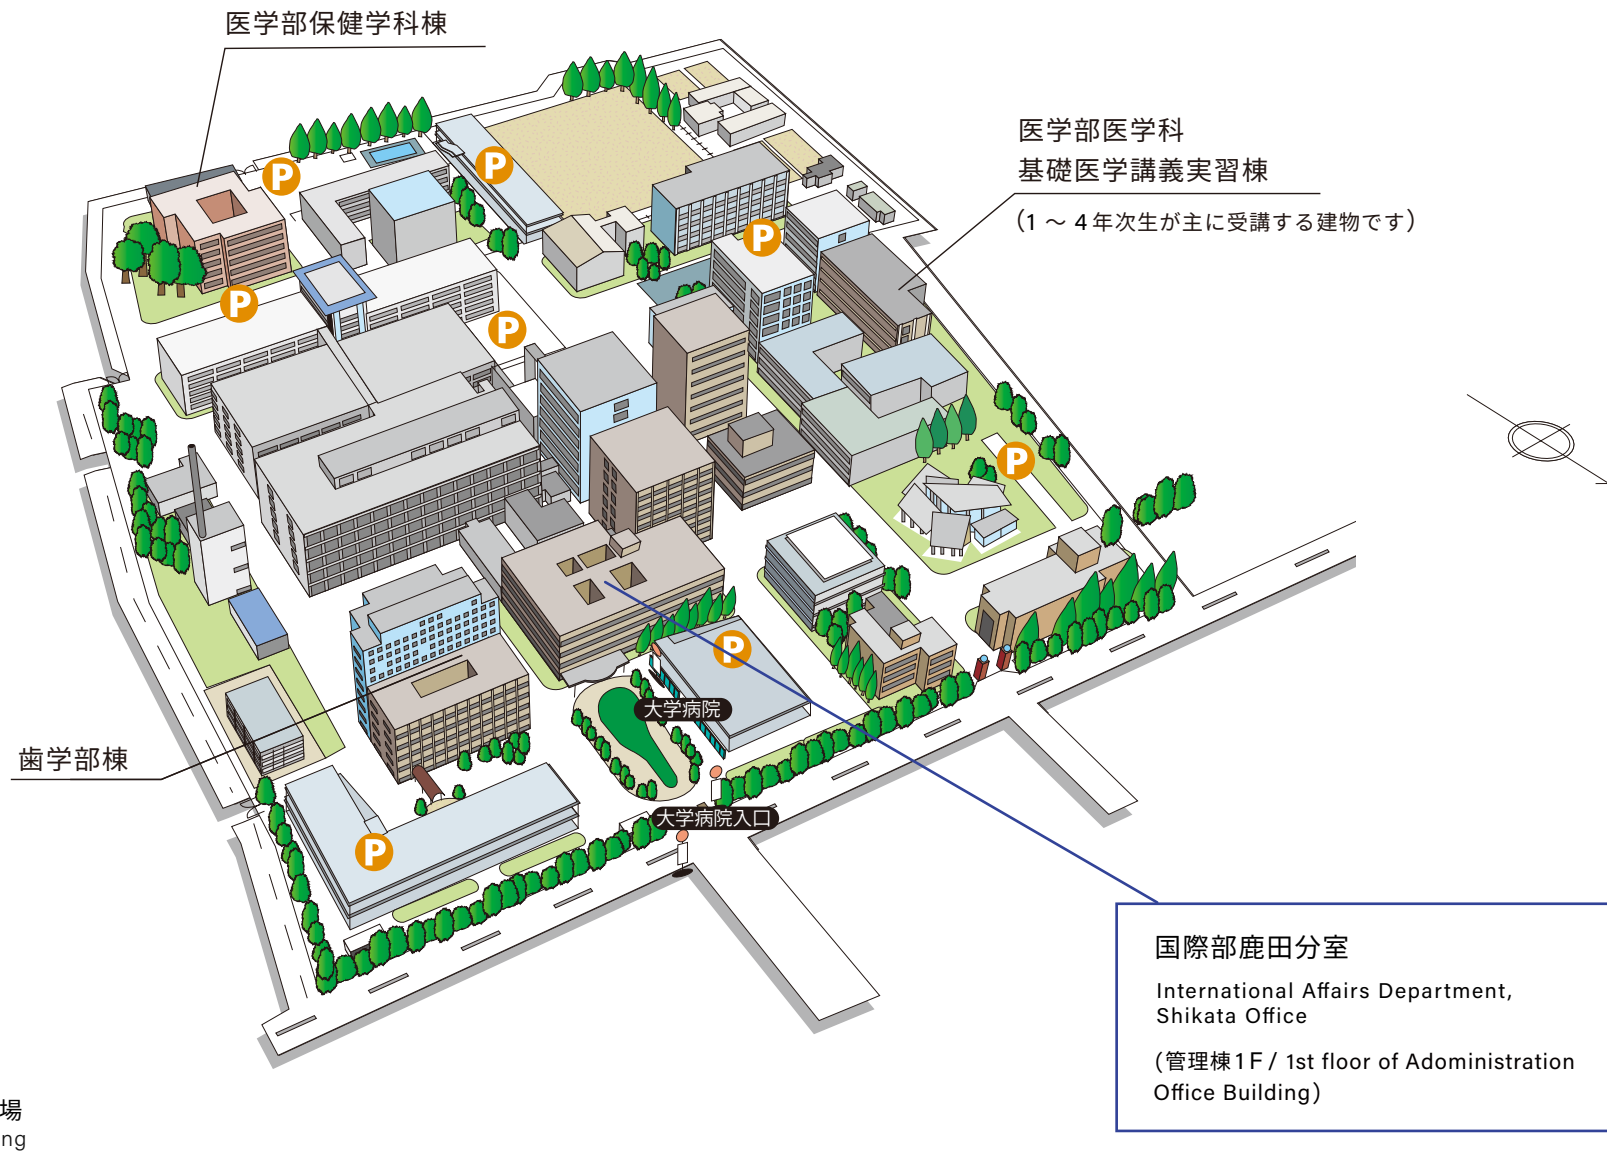 医学部保健学科棟
医学部医学科
基礎医学講義実習棟
（1 ～ 4 年次生が主に受講する建物です）
P
P
P
P
P
P
P
P
大学病院
歯学部棟
大学病院入口
国際部鹿田分室
International Affairs Department,
Shikata Office
(管理棟1F / 1st floor of Adoministration
Office Building)
場
ng